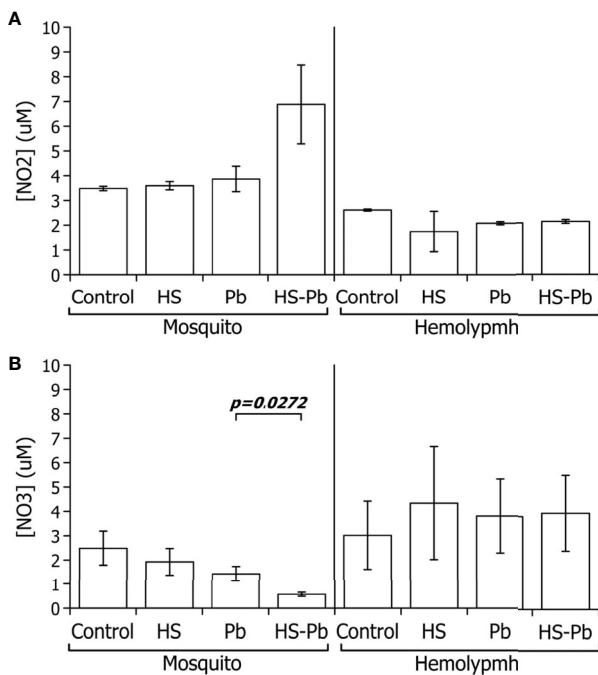 A
[NO2] (uM)
10
9
8
7
6
5
4
3
2
1
0
Control HS Pb HS-Pb Control HS Pb HS-Pb
Mosquito Hemolypmh
B
[NO3] (uM)
10
9
8
7
6
5
4
3
2
1
0
p=0.0272
Control HS Pb HS-Pb Control HS Pb HS-Pb
Mosquito Hemolypmh